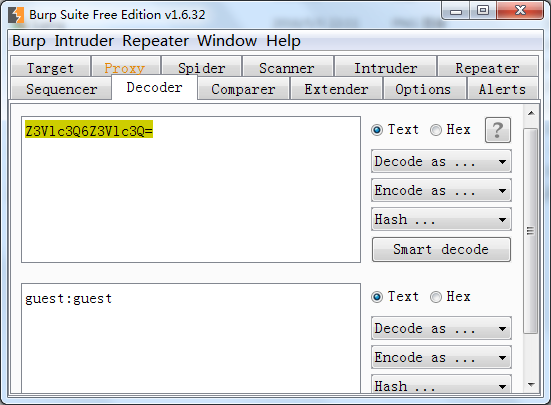 Burp Suite Free Edition v1.6.32
Burp Intruder Repeater Window Help
Target Proxy Spider Scanner Intruder Repeater
Sequencer Decoder Comparer Extender Options Alerts
Z3Vlc3Q6Z3Vlc3Q=
Text Hex ?
Decode as ...
Encode as ...
Hash ...
Smart decode
guest:guest
Text Hex
Decode as ...
Encode as ...
Hash ...